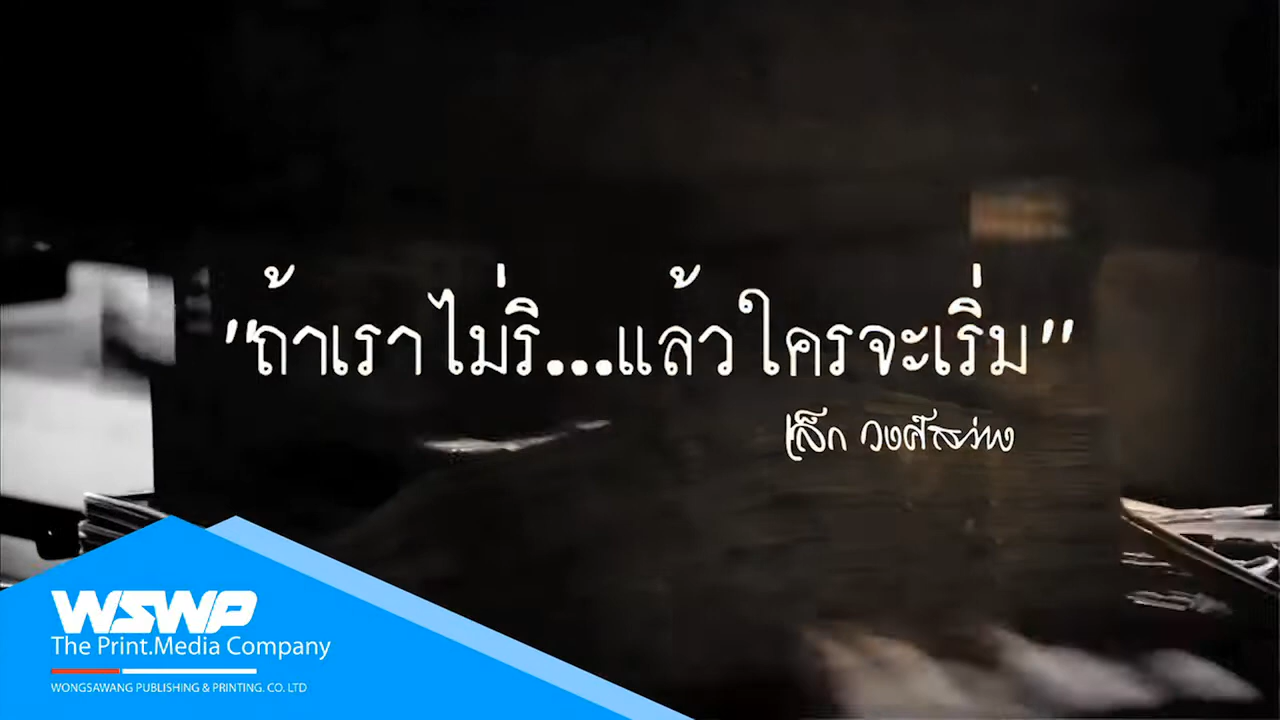 "ถ้าเราไม่ริ...แล้วใครจะเริ่ม"
เล็ก วงศ์สว่าง
WSWP
The Print.Media Company
WONGSAWANG PUBLISHING & PRINTING. CO. LTD